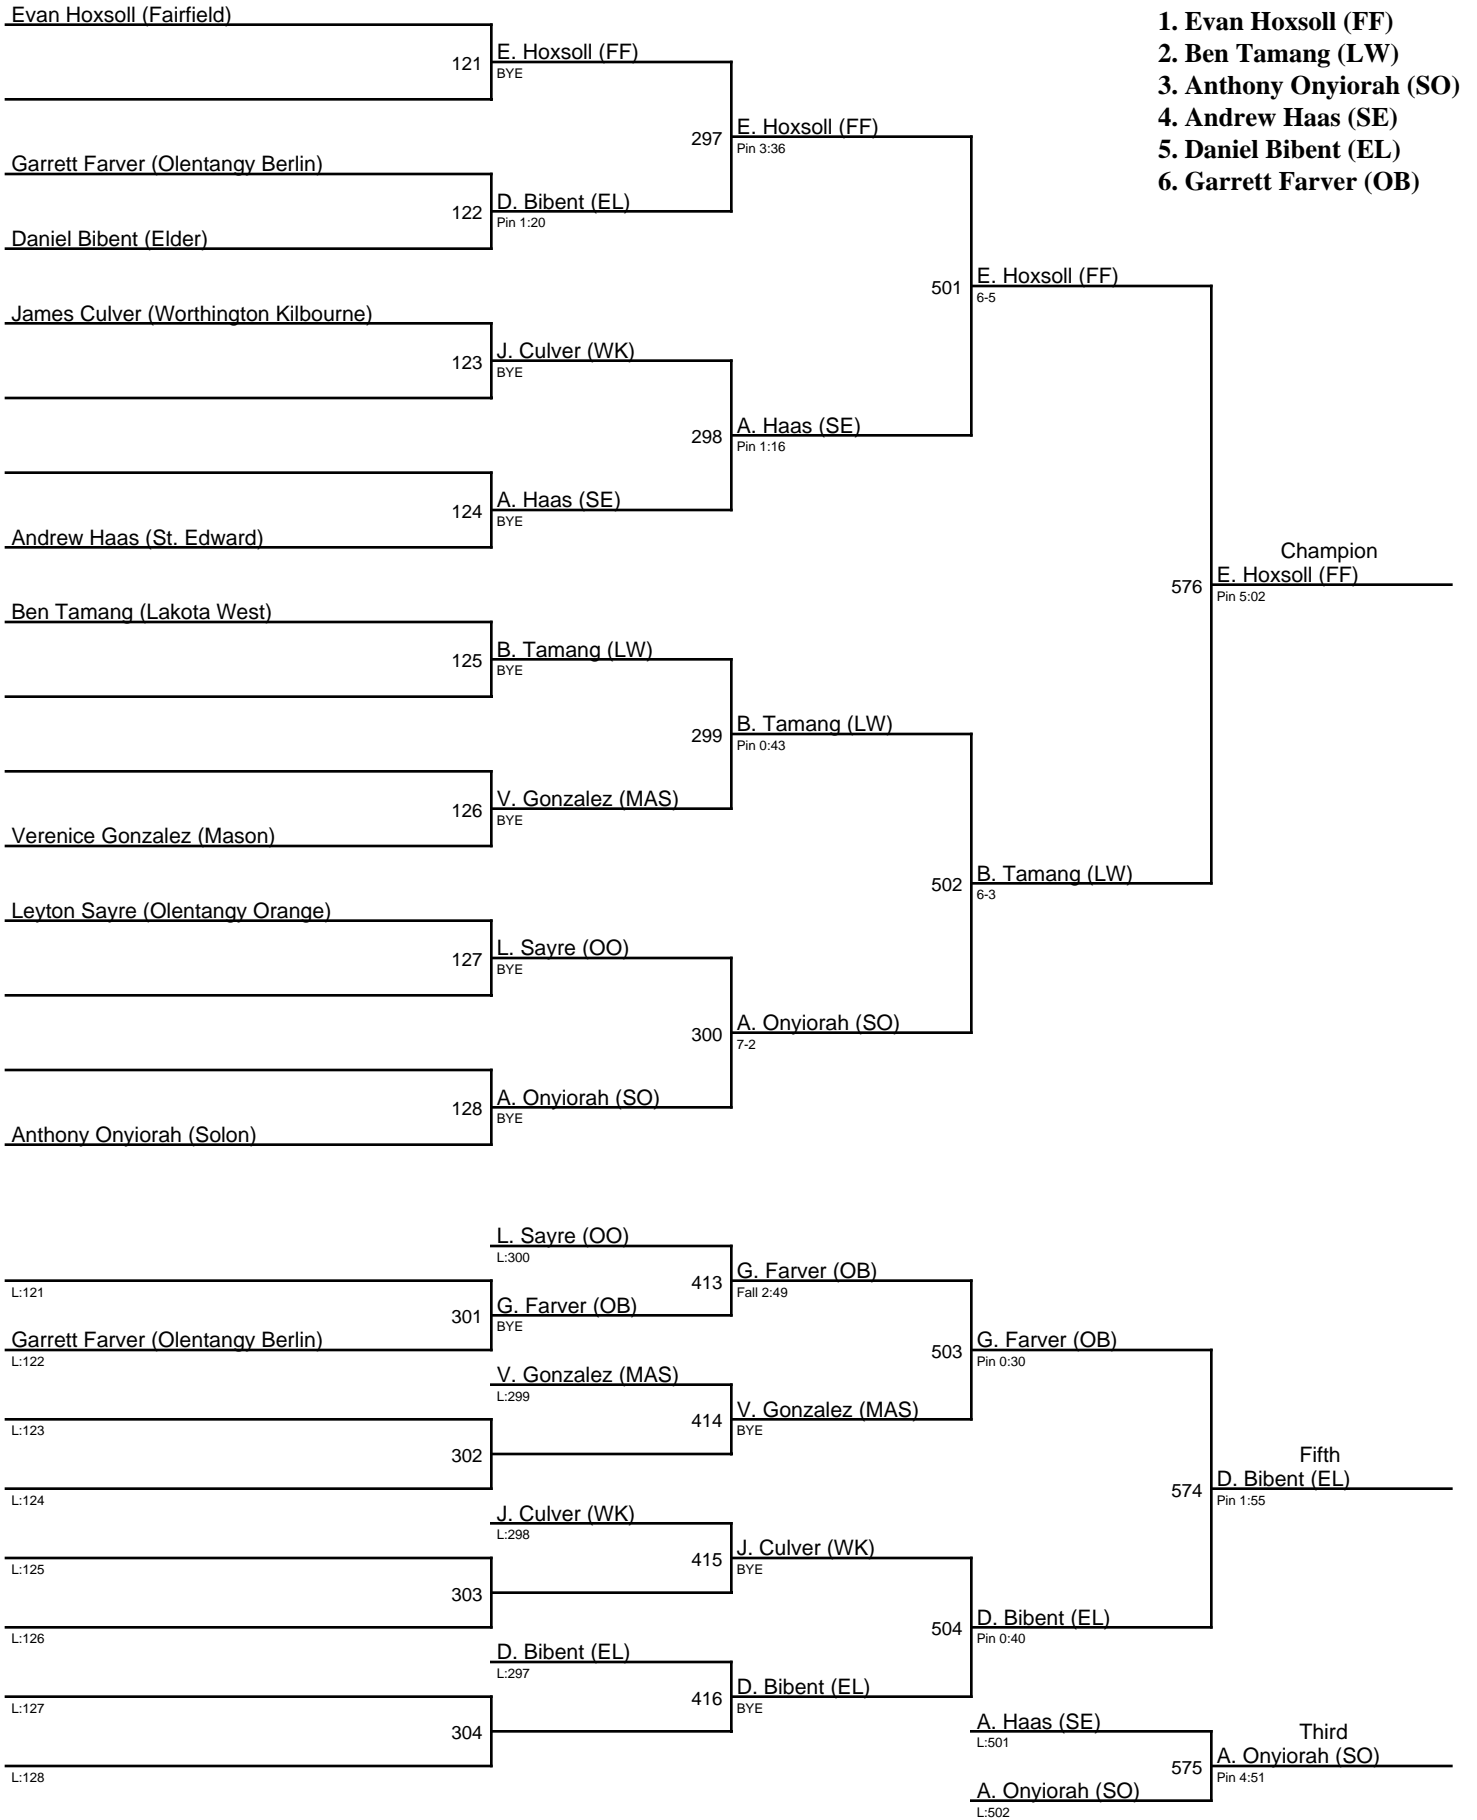 Evan Hoxsoll (Fairfield)
121
E. Hoxsoll (FF)
BYE
297
E. Hoxsoll (FF)
Pin 3:36
Garrett Farver (Olentangy Berlin)
122
D. Bibent (EL)
Pin 1:20
Daniel Bibent (Elder)
501
E. Hoxsoll (FF)
6-5
James Culver (Worthington Kilbourne)
123
J. Culver (WK)
BYE
298
A. Haas (SE)
Pin 1:16
124
A. Haas (SE)
BYE
Andrew Haas (St. Edward)
576
Champion
E. Hoxsoll (FF)
Pin 5:02
Ben Tamang (Lakota West)
125
B. Tamang (LW)
BYE
299
B. Tamang (LW)
Pin 0:43
126
V. Gonzalez (MAS)
BYE
Verenice Gonzalez (Mason)
502
B. Tamang (LW)
6-3
Leyton Sayre (Olentangy Orange)
127
L. Sayre (OO)
BYE
300
A. Onyiorah (SO)
7-2
128
A. Onyiorah (SO)
BYE
Anthony Onyiorah (Solon)
1. Evan Hoxsoll (FF)
2. Ben Tamang (LW)
3. Anthony Onyiorah (SO)
4. Andrew Haas (SE)
5. Daniel Bibent (EL)
6. Garrett Farver (OB)
L. Sayre (OO)
L:300
413
G. Farver (OB)
Fall 2:49
L:121
301
G. Farver (OB)
BYE
Garrett Farver (Olentangy Berlin)
L:122
503
G. Farver (OB)
Pin 0:30
V. Gonzalez (MAS)
L:299
414
V. Gonzalez (MAS)
BYE
L:123
302
L:124
574
Fifth
D. Bibent (EL)
Pin 1:55
J. Culver (WK)
L:298
415
J. Culver (WK)
BYE
L:125
303
L:126
504
D. Bibent (EL)
Pin 0:40
D. Bibent (EL)
L:297
416
D. Bibent (EL)
BYE
L:127
304
L:128
A. Haas (SE)
L:501
575
Third
A. Onyiorah (SO)
Pin 4:51
A. Onyiorah (SO)
L:502